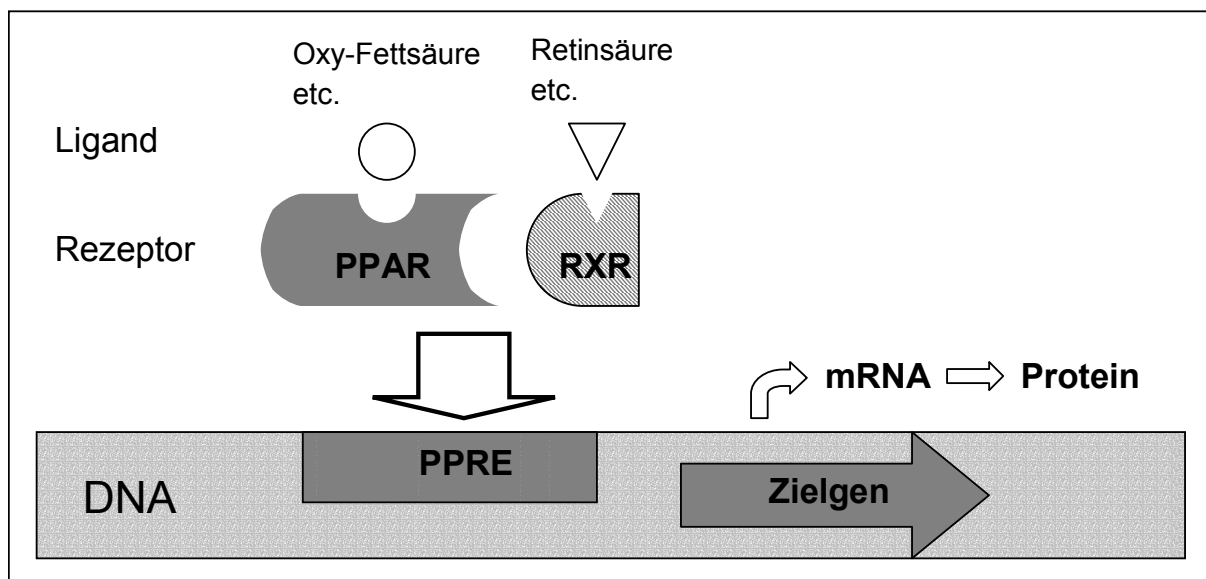 Oxy-Fettsäure
etc.
Retinsäure
etc.
Ligand
Rezeptor
PPAR
RXR
mRNA
Protein
PPRE
DNA
Zielgen